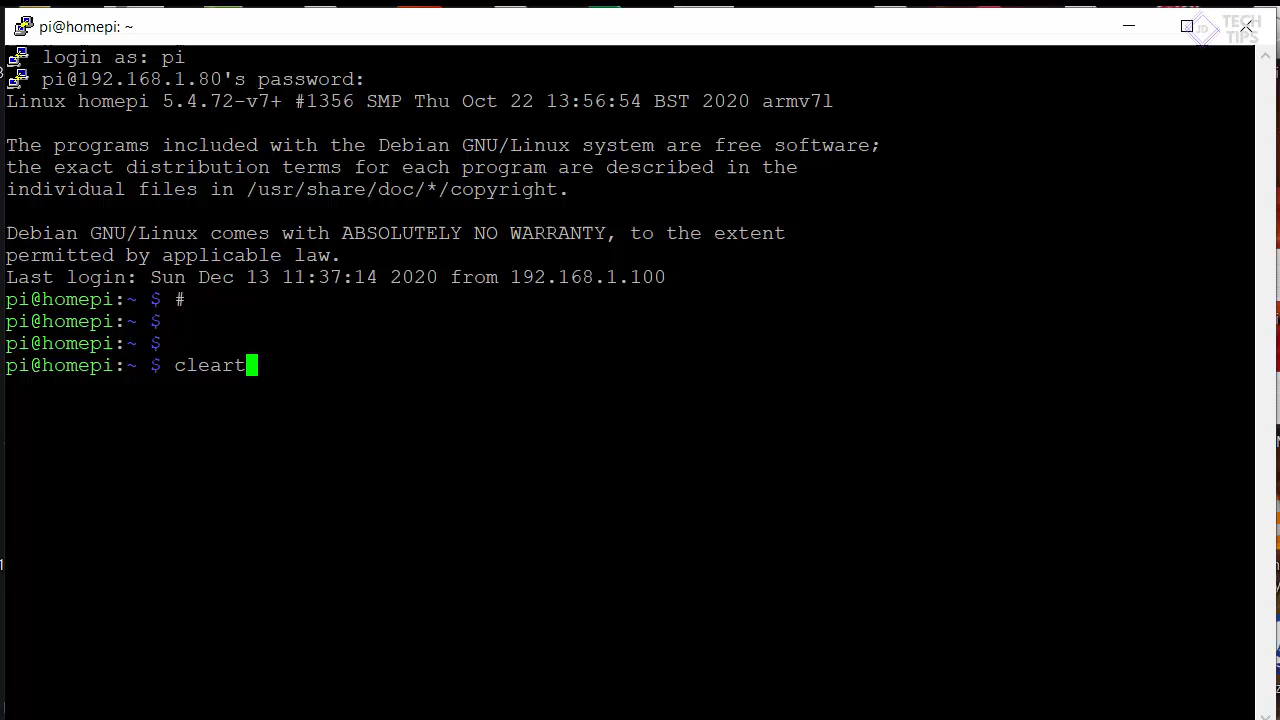 pi@homepi: ~
JD TECH TIPS
login as: pi
pi@192.168.1.80's password:
Linux homepi 5.4.72-v7+ #1356 SMP Thu Oct 22 13:56:54 BST 2020 armv7l
The programs included with the Debian GNU/Linux system are free software;
the exact distribution terms for each program are described in the
individual files in /usr/share/doc/*/copyright.
Debian GNU/Linux comes with ABSOLUTELY NO WARRANTY, to the extent
permitted by applicable law.
Last login: Sun Dec 13 11:37:14 2020 from 192.168.1.100
pi@homepi:~ $ #
pi@homepi:~ $
pi@homepi:~ $
pi@homepi:~ $ cleart